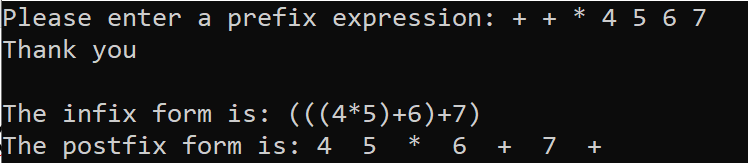 Please enter a prefix expression: + + * 4 5 6 7
Thank you
The infix form is: (((4*5)+6)+7)
The postfix form is: 4  5  *  6  +  7  +